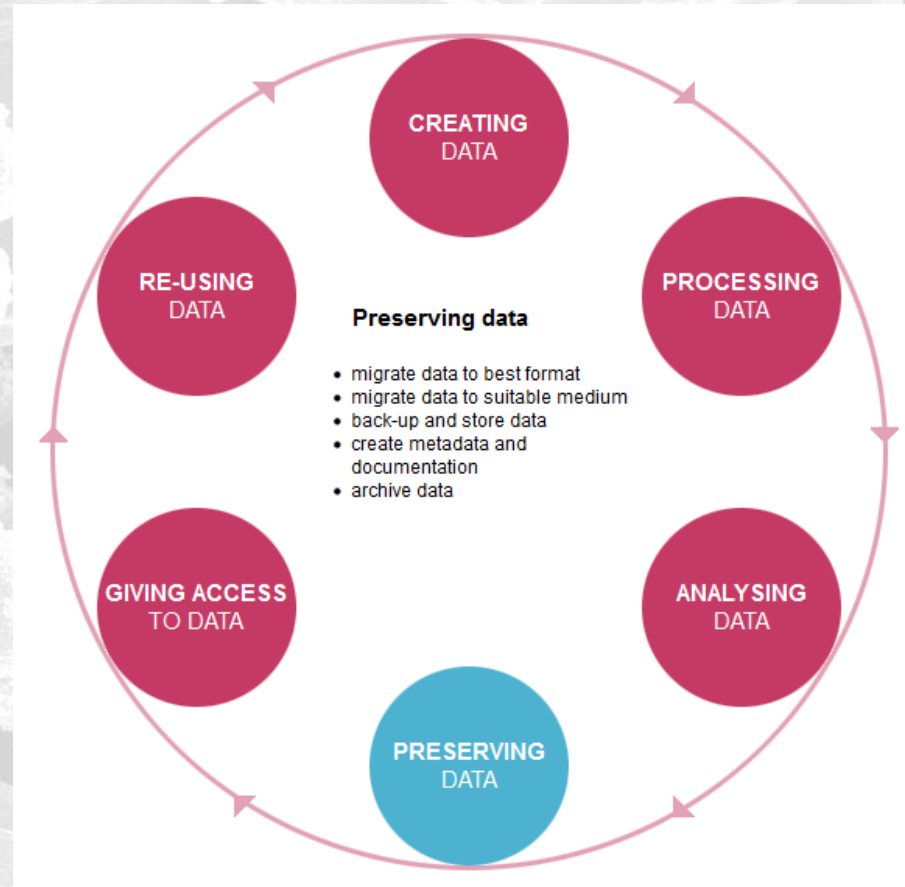 CREATING
DATA
PROCESSING
DATA
ANALYSING
DATA
PRESERVING
DATA
GIVING ACCESS
TO DATA
RE-USING
DATA
Preserving data
• migrate data to best format
• migrate data to suitable medium
• back-up and store data
• create metadata and
documentation
• archive data